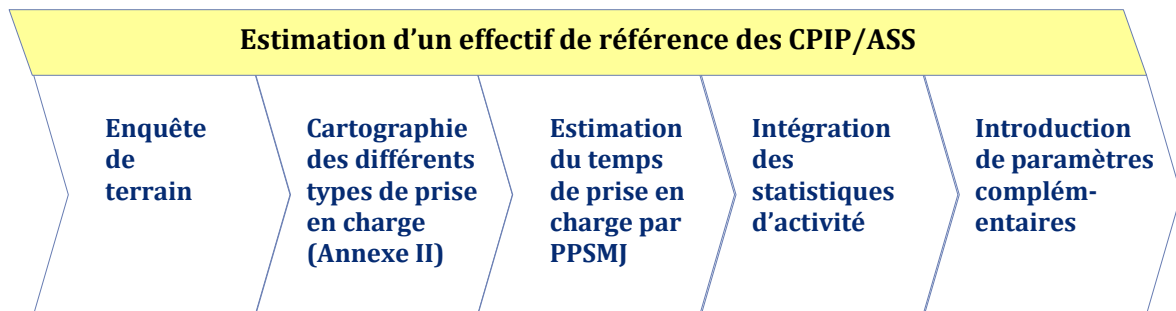 Estimation d’un effectif de référence des CPIP/ASS
Enquête
de
terrain
Cartographie
des différents
types de prise
en charge
(Annexe II)
Estimation
du temps
de prise en
charge par
PPSMJ
Intégration
des
statistiques
d’activité
Introduction
de paramètres
complém-
entaires